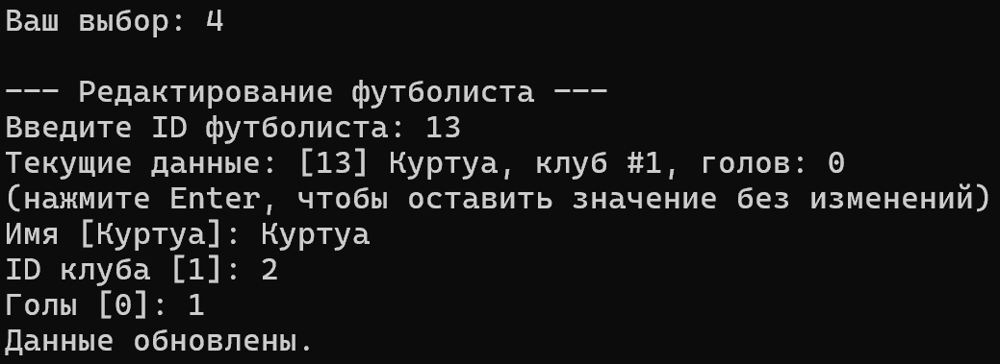 Ваш выбор: 4
--- Редактирование футболиста ---
Введите ID футболиста: 13
Текущие данные: [13] Куртуа, клуб #1, голов: 0
(нажмите Enter, чтобы оставить значение без изменений)
Имя [Куртуа]: Куртуа
ID клуба [1]: 2
Голы [0]: 1
Данные обновлены.